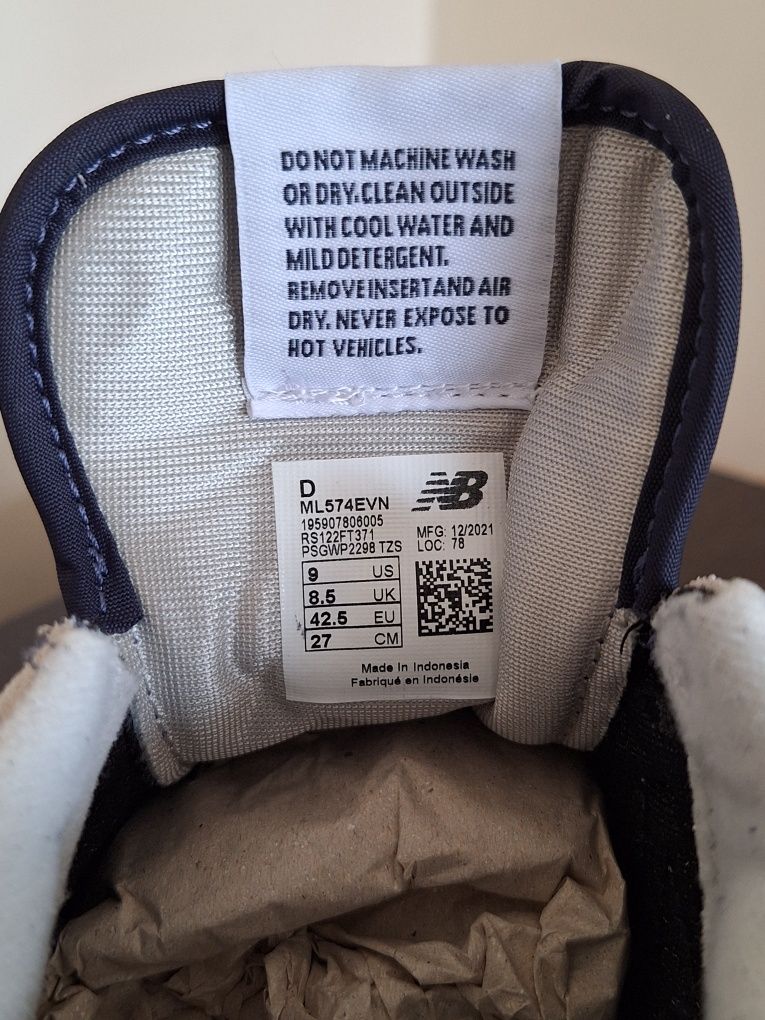 DO NOT MACHINE WASH
OR DRY. CLEAN OUTSIDE
WITH COOL WATER AND
MILD DETERGENT.
REMOVE INSERT AND AIR
DRY. NEVER EXPOSE TO
HOT VEHICLES.
D
ML574EVN
195907806005
RS122FT371
PSGWP2298 TZS
NB
MFG: 12/2021
LOC: 78
9 US
8.5 UK
42.5 EU
27 CM
Made In Indonesia
Fabriqué en Indonésie